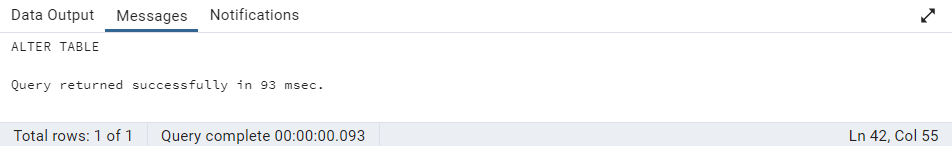 Data Output Messages Notifications
ALTER TABLE
Query returned successfully in 93 msec.
Total rows: 1 of 1 Query complete 00:00:00.093 Ln 42, Col 55